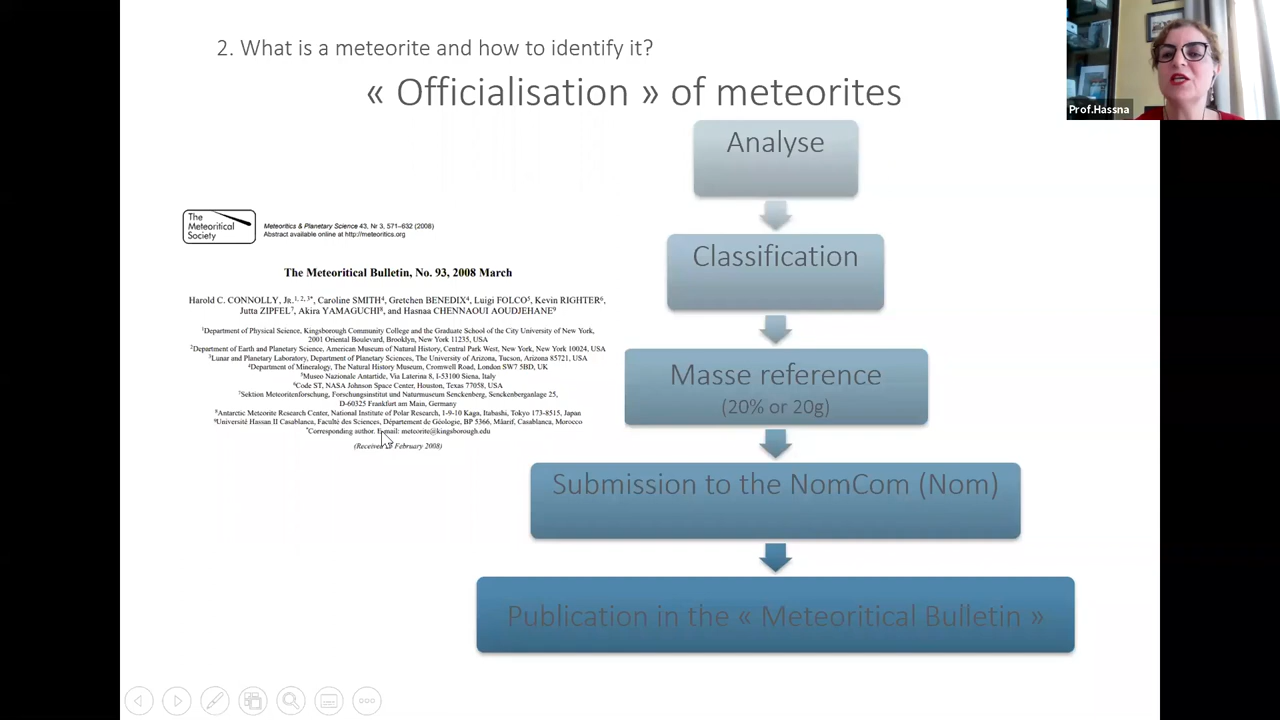 2. What is a meteorite and how to identify it?
« Officialisation » of meteorites
Prof.Hassna
Analyse
Classification
Masse reference
(20% or 20g)
Submission to the NomCom (Nom)
Publication in the « Meteoritical Bulletin »
The
Meteoritical
Society
Meteoritics & Planetary Science 43, Nr 3, 571–632 (2008)
Abstract available online at http://meteoritics.org
The Meteoritical Bulletin, No. 93, 2008 March
Harold C. CONNOLLY, JR.1, 2, 3*, Caroline SMITH4, Gretchen BENEDIX4, Luigi FOLCO5, Kevin RIGHTER6,
Jutta ZIPFEL7, Akira YAMAGUCHI8, and Hasnaa CHENNAOUI AOUDJEHANE9
1Department of Physical Science, Kingsborough Community College and the Graduate School of the City University of New York,
2001 Oriental Boulevard, Brooklyn, New York 11235, USA
2Department of Earth and Planetary Science, American Museum of Natural History, Central Park West, New York, New York 10024, USA
3Lunar and Planetary Laboratory, Department of Planetary Sciences, The University of Arizona, Tucson, Arizona 85721, USA
4Department of Mineralogy, The Natural History Museum, Cromwell Road, London SW7 5BD, UK
5Museo Nazionale Antartide, Via Laterina 8, I-53100 Siena, Italy
6Code ST, NASA Johnson Space Center, Houston, Texas 77058, USA
7Sektion Meteoritenforschung, Forschungsinstitut und Naturmuseum Senckenberg, Senckenberganlage 25,
D-60325 Frankfurt am Main, Germany
8Antarctic Meteorite Research Center, National Institute of Polar Research, 1-9-10 Kaga, Itabashi, Tokyo 173-8515, Japan
9Université Hassan II Casablanca, Faculté des Sciences, Département de Géologie, BP 5366, Mâarif, Casablanca, Morocco
*Corresponding author. E-mail: meteorite@kingsborough.edu
February 2008)